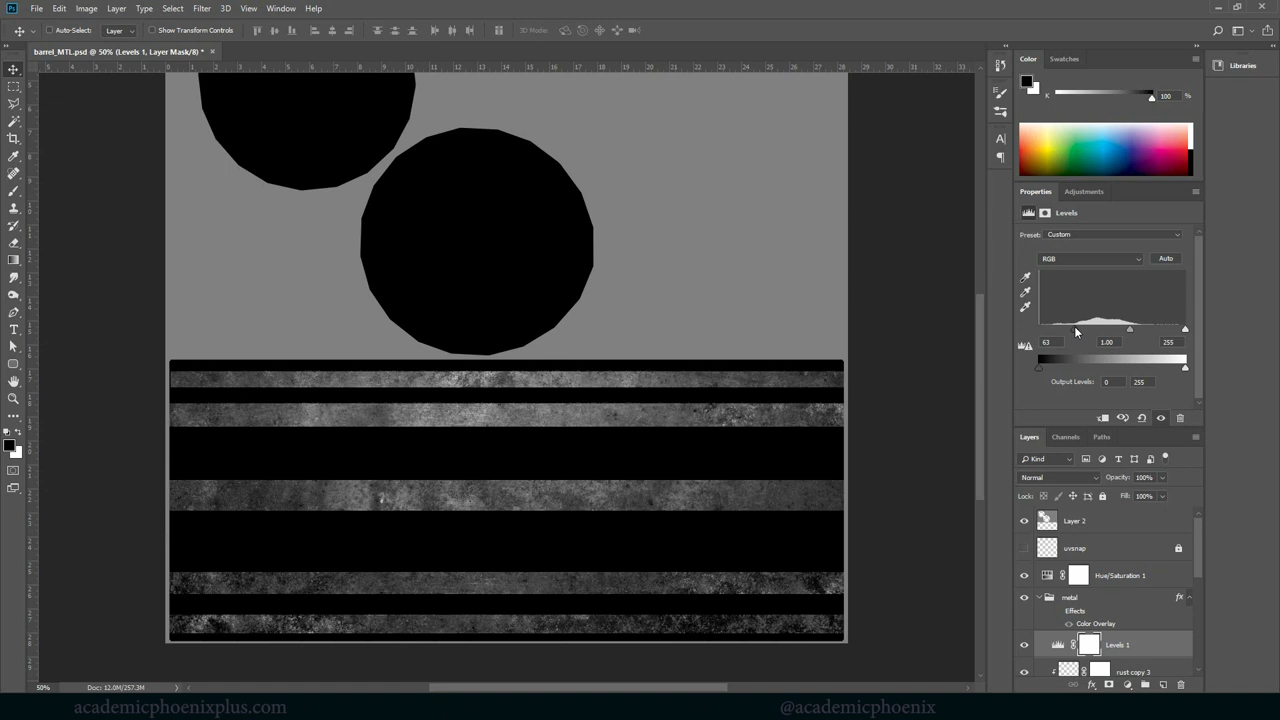 Ps File Edit Image Layer Type Select Filter 3D View Window Help
Auto-Select: Layer Show Transform Controls 3D Mode:
barrel_MTL.psd @ 50% (Levels 1, Layer Mask/8) * ×
Color Swatches
Libraries
K 100 %
Properties Adjustments
Levels
Preset: Custom
RGB Auto
63 1.00 255
Output Levels: 0 255
Layers Channels Paths
Kind
Normal Opacity: 100%
Lock: Fill: 100%
Layer 2
uvsnap
Hue/Saturation 1
metal fx
Effects
Color Overlay
Levels 1
rust copy 3
50% Doc: 12.0M/257.3M
academicphoenixplus.com @academicphoenix